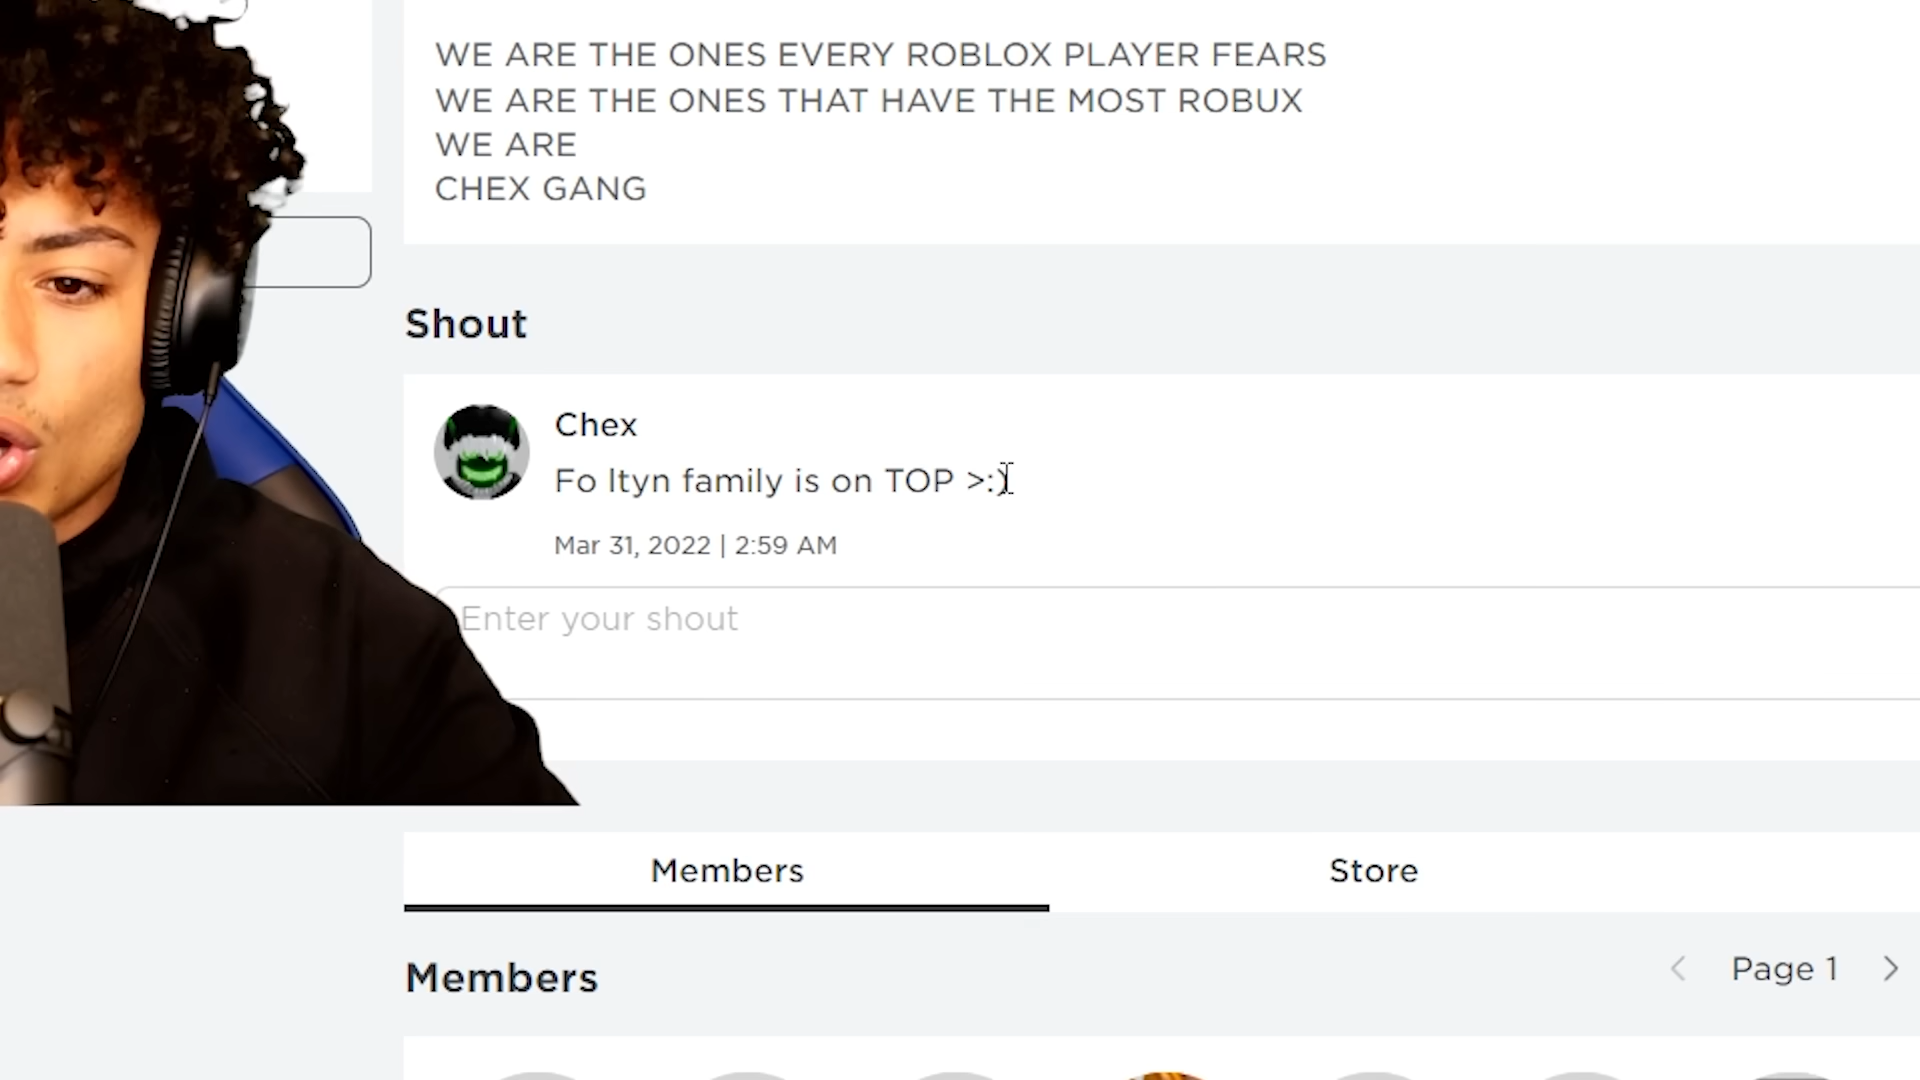 WE ARE THE ONES EVERY ROBLOX PLAYER FEARS
WE ARE THE ONES THAT HAVE THE MOST ROBUX
WE ARE
CHEX GANG
Shout
Chex
Fo ltyn family is on TOP >:)
Mar 31, 2022 | 2:59 AM
Enter your shout
Members
Store
Members
Page 1